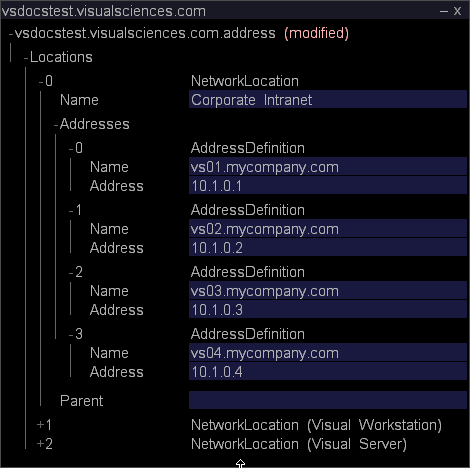 vsdocstest.visualsciences.com – x
-vsdocstest.visualsciences.com.address (modified)
-Locations
-0 NetworkLocation
Name Corporate Intranet
-Addresses
-0 AddressDefinition
Name vs01.mycompany.com
Address 10.1.0.1
-1 AddressDefinition
Name vs02.mycompany.com
Address 10.1.0.2
-2 AddressDefinition
Name vs03.mycompany.com
Address 10.1.0.3
-3 AddressDefinition
Name vs04.mycompany.com
Address 10.1.0.4
Parent
+1 NetworkLocation (Visual Workstation)
+2 NetworkLocation (Visual Server)